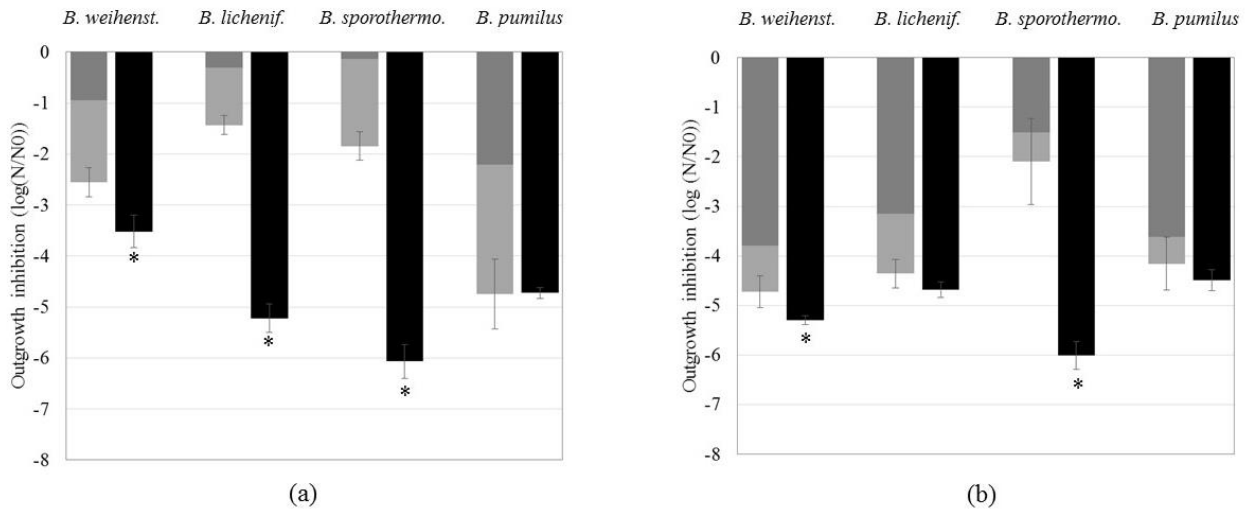 B. weihenst. B. lichenif. B. sporothermo. B. pumilus
0
-1
-2
-3
-4
-5
-6
-7
-8
Outgrowth inhibition (log(N/N0))
* * *
(a)
B. weihenst. B. lichenif. B. sporothermo. B. pumilus
0
-1
-2
-3
-4
-5
-6
-7
-8
Outgrowth inhibition (log (N/N0))
* *
(b)